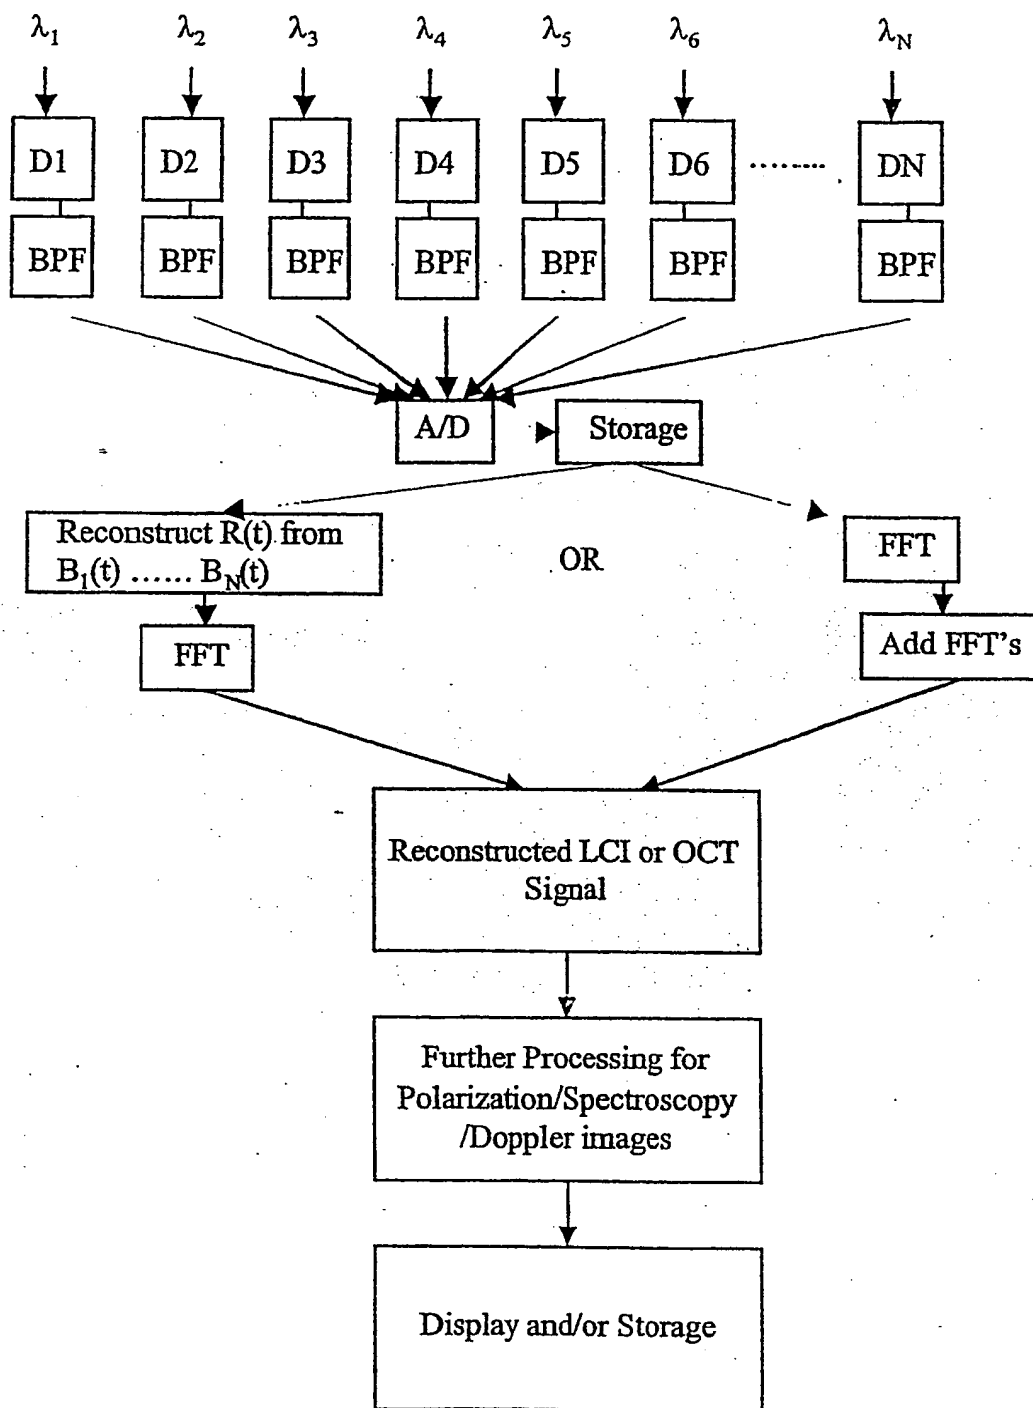 λ₁ λ₂ λ₃ λ₄ λ₅ λ₆ λ_N
D1 D2 D3 D4 D5 D6 ........ DN
BPF BPF BPF BPF BPF BPF BPF
A/D Storage
Reconstruct R(t) from
B₁(t) ...... B_N(t)
OR
FFT
FFT
Add FFT's
Reconstructed LCI or OCT
Signal
Further Processing for
Polarization/Spectroscopy
/Doppler images
Display and/or Storage